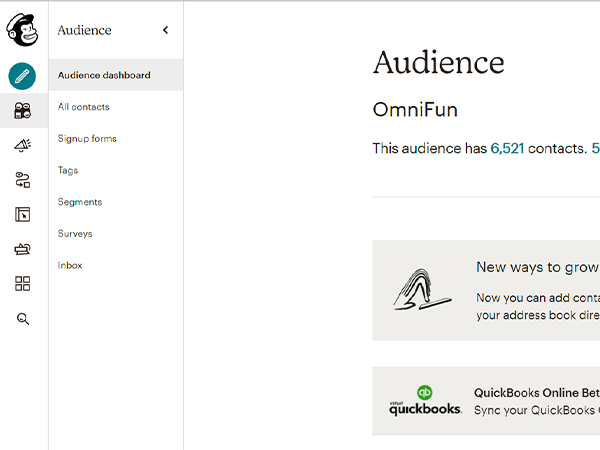 Audience
Audience dashboard
All contacts
Signup forms
Tags
Segments
Surveys
Inbox
Audience
OmniFun
This audience has 6,521 contacts. 5
New ways to grow
Now you can add conta
your address book dire
intuit
quickbooks.
qb
QuickBooks Online Bet
Sync your QuickBooks